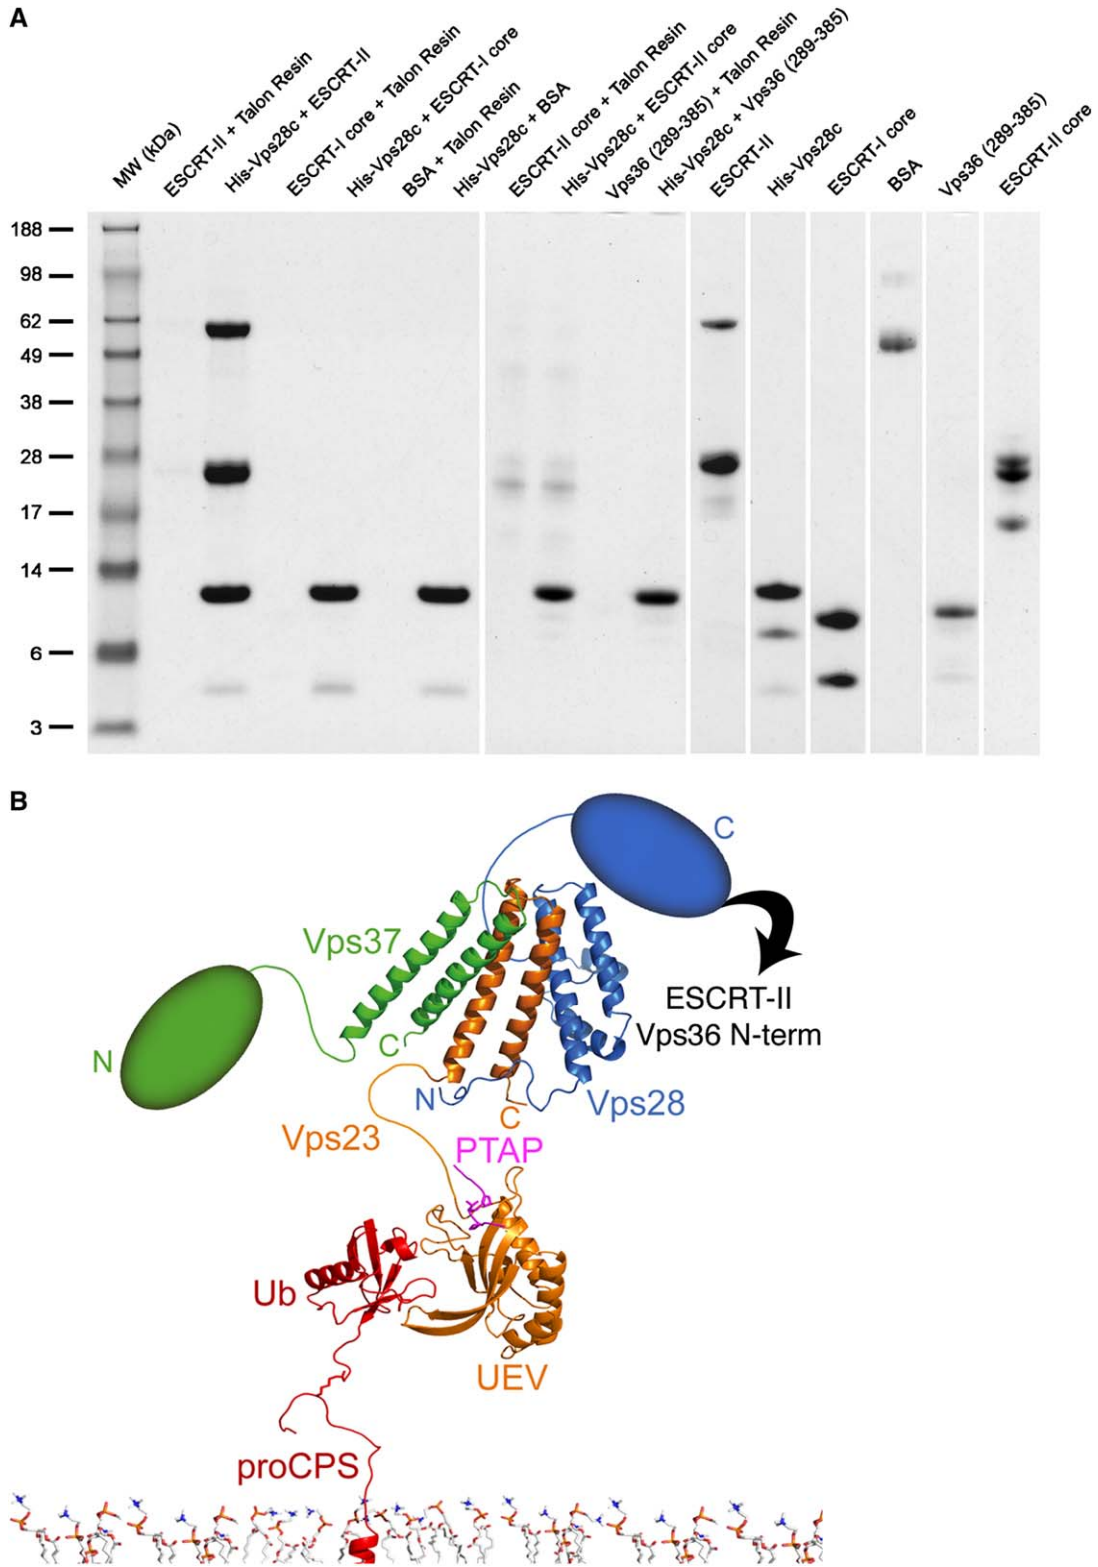 A
MW (kDa)
ESCRT-II + Talon Resin
His-Vps28c + ESCRT-II
ESCRT-I core + Talon Resin
His-Vps28c + ESCRT-I core
BSA + Talon Resin
His-Vps28c + BSA
ESCRT-II core + Talon Resin
His-Vps28c + ESCRT-II core
Vps36 (289-385) + Talon Resin
His-Vps28c + Vps36 (289-385)
ESCRT-II
His-Vps28c
ESCRT-I core
BSA
Vps36 (289-385)
ESCRT-II core
188
98
62
49
38
28
17
14
6
3
B
C
Vps37
ESCRT-II
Vps36 N-term
N
C
N
C
Vps28
Vps23
PTAP
Ub
UEV
proCPS